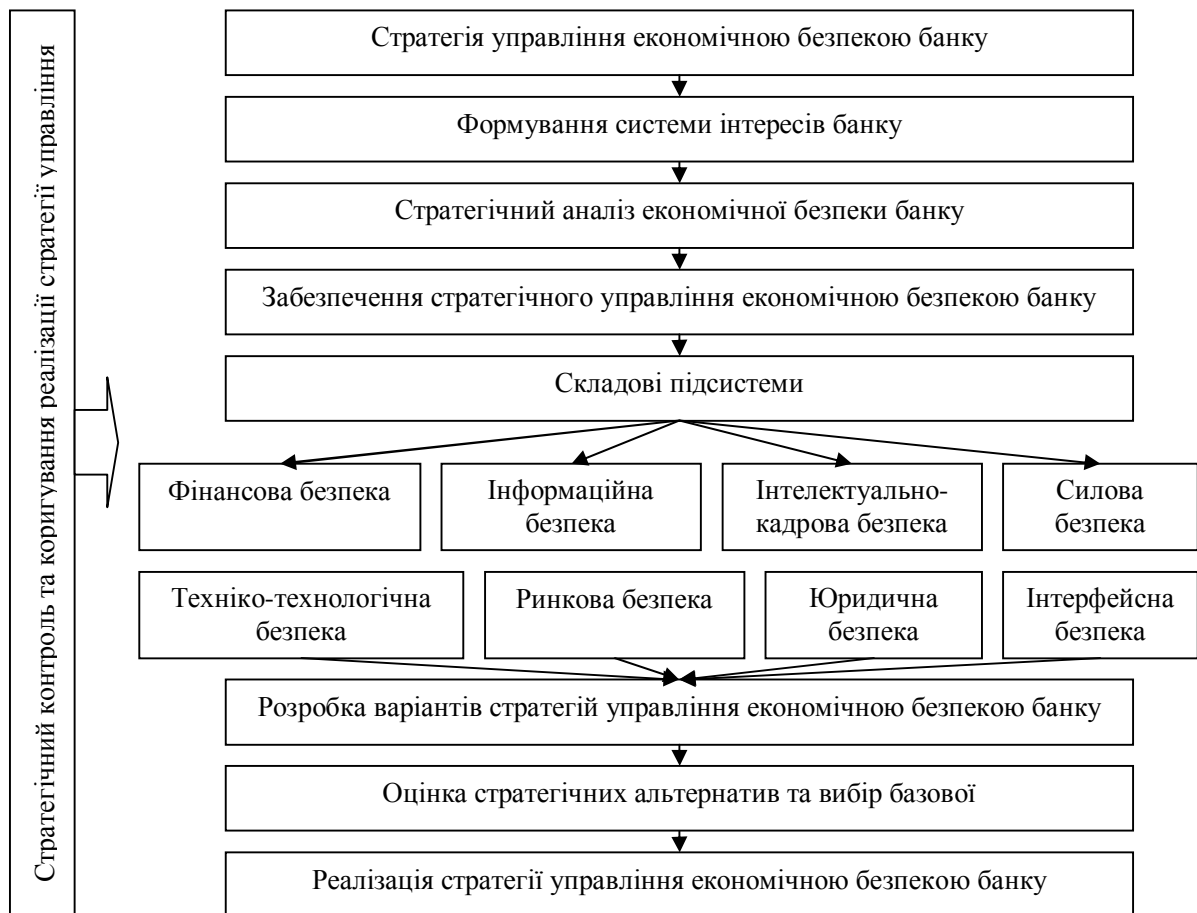 Стратегічний контроль та коригування реалізації стратегії управління
Стратегія управління економічною безпекою банку
Формування системи інтересів банку
Стратегічний аналіз економічної безпеки банку
Забезпечення стратегічного управління економічною безпекою банку
Складові підсистеми
Фінансова безпека
Інформаційна
безпека
Інтелектуально-
кадрова безпека
Силова
безпека
Техніко-технологічна
безпека
Ринкова безпека
Юридична
безпека
Інтерфейсна
безпека
Розробка варіантів стратегій управління економічною безпекою банку
Оцінка стратегічних альтернатив та вибір базової
Реалізація стратегії управління економічною безпекою банку